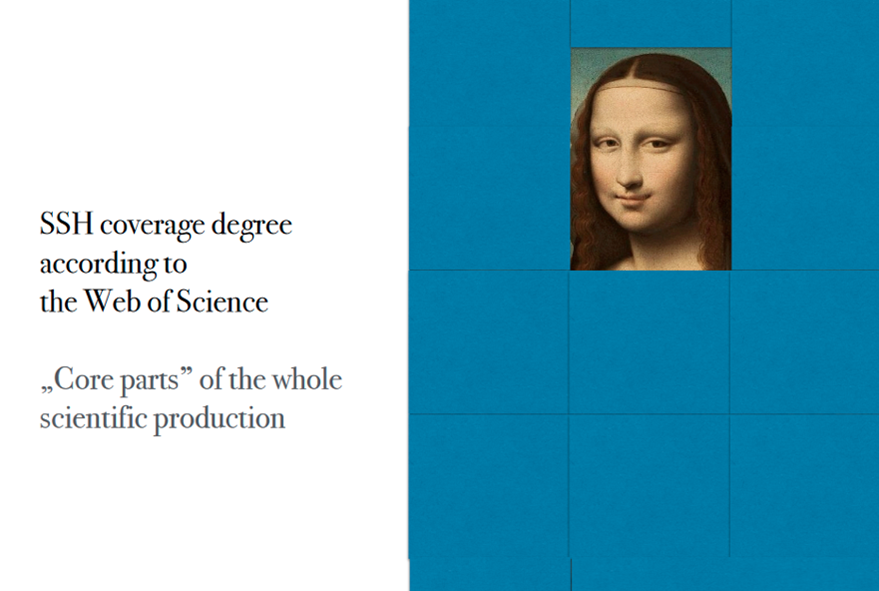 SSH coverage degree
according to
the Web of Science
„Core parts” of the whole
scientific production